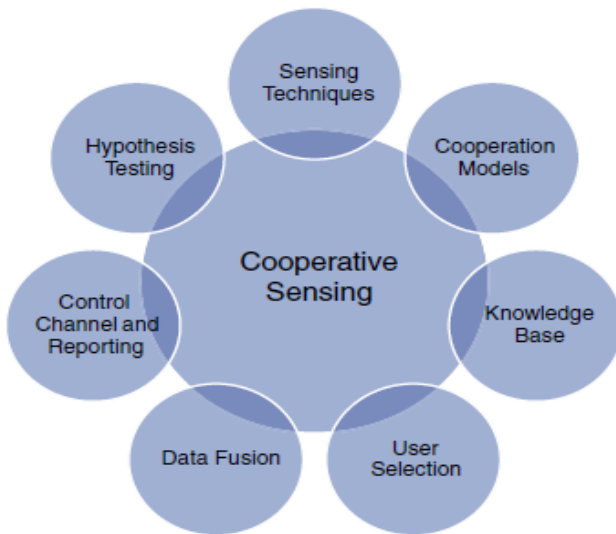 Sensing
Techniques
Hypothesis
Testing
Cooperation
Models
Cooperative
Sensing
Control
Channel and
Reporting
Knowledge
Base
Data Fusion
User
Selection